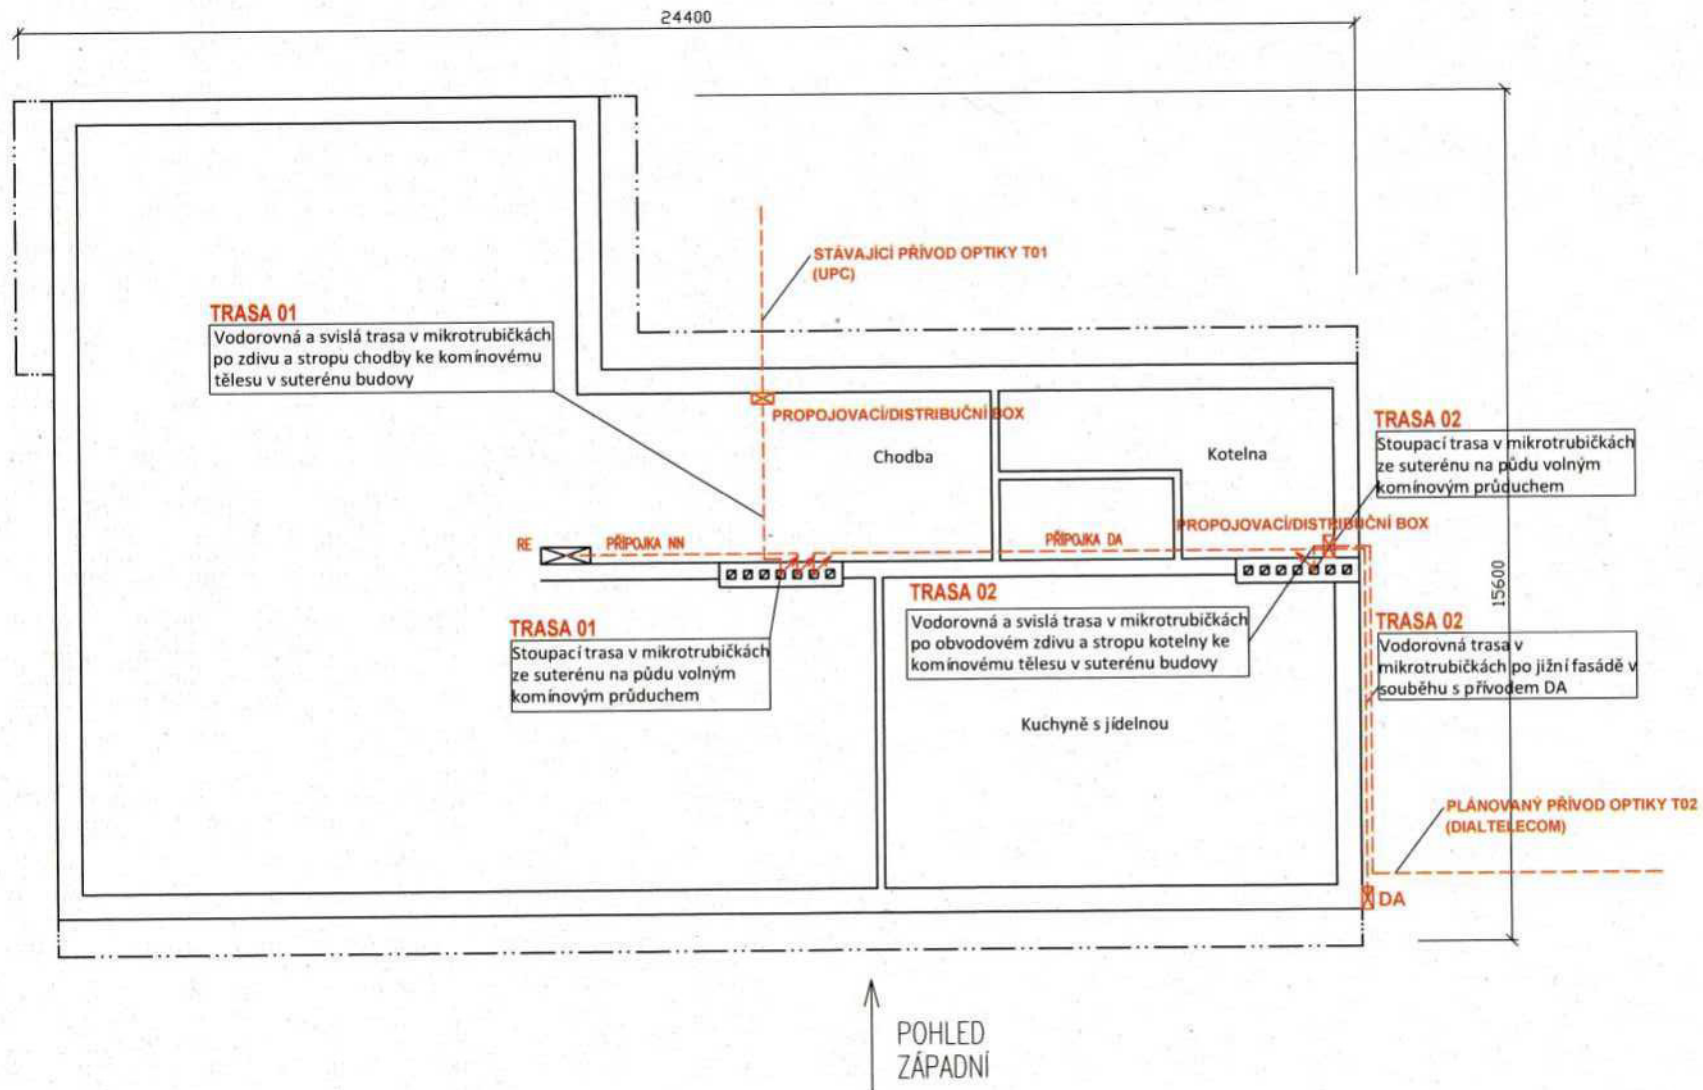 24400
STÁVAJÍCÍ PŘÍVOD OPTIKY T01
(UPC)
TRASA 01
Vodorovná a svislá trasa v mikrotrubičkách
po zdivu a stropu chodby ke komínovému
tělesu v suterénu budovy
PROPOJOVACÍ/DISTRIBUČNÍ BOX
Chodba
Kotelna
TRASA 02
Stoupací trasa v mikrotrubičkách
ze suterénu na půdu volným
komínovým průduchem
PROPOJOVACÍ/DISTRIBUČNÍ BOX
RE
PŘÍPOJKA NN
PŘÍPOJKA DA
15600
TRASA 01
Stoupací trasa v mikrotrubičkách
ze suterénu na půdu volným
komínovým průduchem
TRASA 02
Vodorovná a svislá trasa v mikrotrubičkách
po obvodovém zdivu a stropu kotelny ke
komínovému tělesu v suterénu budovy
TRASA 02
Vodorovná trasa v
mikrotrubičkách po jižní fasádě v
souběhu s přívodem DA
Kuchyně s jídelnou
PLÁNOVANÝ PŘÍVOD OPTIKY T02
(DIALTELECOM)
DA
POHLED
ZÁPADNÍ